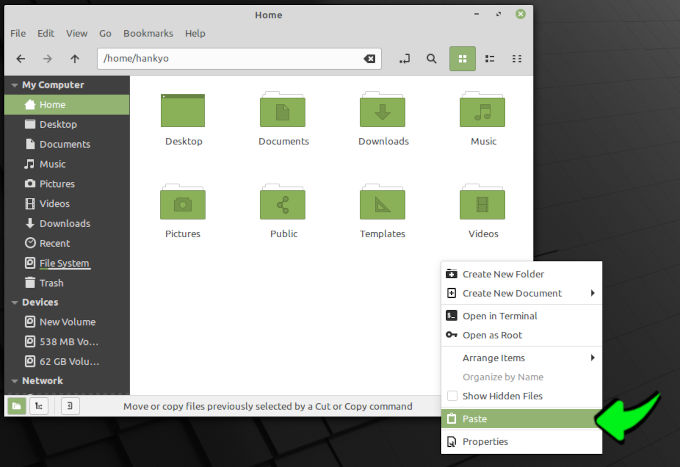 Home
File Edit View Go Bookmarks Help
/home/hankyo
My Computer
Home
Desktop
Documents
Music
Pictures
Videos
Downloads
Recent
File System
Trash
Devices
New Volume
538 MB Vo...
62 GB Volu...
Network
Desktop Documents Downloads Music
Pictures Public Templates Videos
Create New Folder
Create New Document
Open in Terminal
Open as Root
Arrange Items
Organize by Name
Show Hidden Files
Paste
Properties
Move or copy files previously selected by a Cut or Copy command